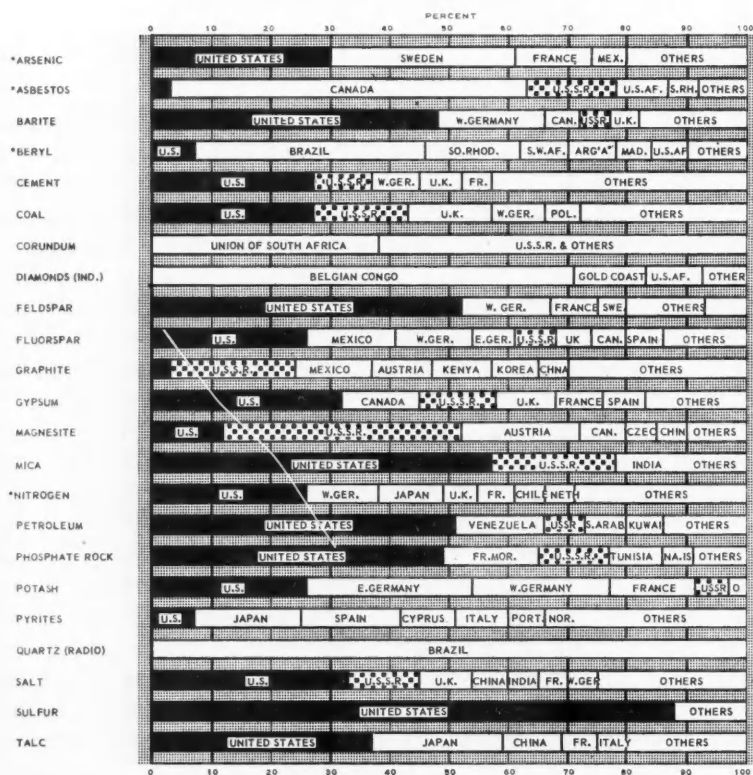 PERCENT
0 10 20 30 40 50 60 70 80 90 100
*ARSENIC UNITED STATES SWEDEN FRANCE MEX. OTHERS
*ASBESTOS CANADA U.S.S.R. U.S.AF. S.RH. OTHERS
BARITE UNITED STATES W.GERMANY CAN. USSR U.K. OTHERS
*BERYL U.S. BRAZIL SO.RHOD. S.W.AF. ARG'A' MAD. U.S.AF OTHERS
CEMENT U.S. U.S.S.R. W.GER. U.K. FR. OTHERS
COAL U.S. U.S.S.R. U.K. W.GER. POL. OTHERS
CORUNDUM UNION OF SOUTH AFRICA U.S.S.R. & OTHERS
DIAMONDS (IND.) BELGIAN CONGO GOLD COAST U.S.AF. OTHERS
FELDSPAR UNITED STATES W. GER. FRANCE SWE. OTHERS
FLUORSPAR U.S. MEXICO W.GER. E.GER. U.S.S.R. UK CAN. SPAIN OTHERS
GRAPHITE U.S.S.R. MEXICO AUSTRIA KENYA KOREA CHNA OTHERS
GYPSUM U.S. CANADA U.S.S.R. U.K. FRANCE SPAIN OTHERS
MAGNESITE U.S. U.S.S.R. AUSTRIA CAN. CZEC CHIN OTHERS
MICA UNITED STATES U.S.S.R. INDIA OTHERS
*NITROGEN U.S. W.GER. JAPAN U.K. FR. CHILE NETH OTHERS
PETROLEUM UNITED STATES VENEZUELA USSR S.ARAB KUWAI OTHERS
PHOSPHATE ROCK UNITED STATES FR.MOR. U.S.S.R. TUNISIA NA.IS OTHERS
POTASH U.S. E.GERMANY W.GERMANY FRANCE USSR O
PYRITES U.S. JAPAN SPAIN CYPRUS ITALY PORT. NOR. OTHERS
QUARTZ (RADIO) BRAZIL
SALT U.S. U.S.S.R. U.K. CHINA INDIA FR. W.GER OTHERS
SULFUR UNITED STATES OTHERS
TALC UNITED STATES JAPAN CHINA FR. ITALY OTHERS
0 10 20 30 40 50 60 70 80 90 100